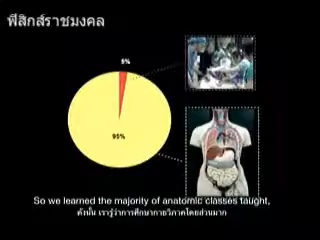 ฟิสิกส์ราชมงคล
5%
95%
So we learned the majority of anatomic classes taught,
ดังนั้น เรารู้ว่าการศึกษากายวิภาคโดยส่วนมาก